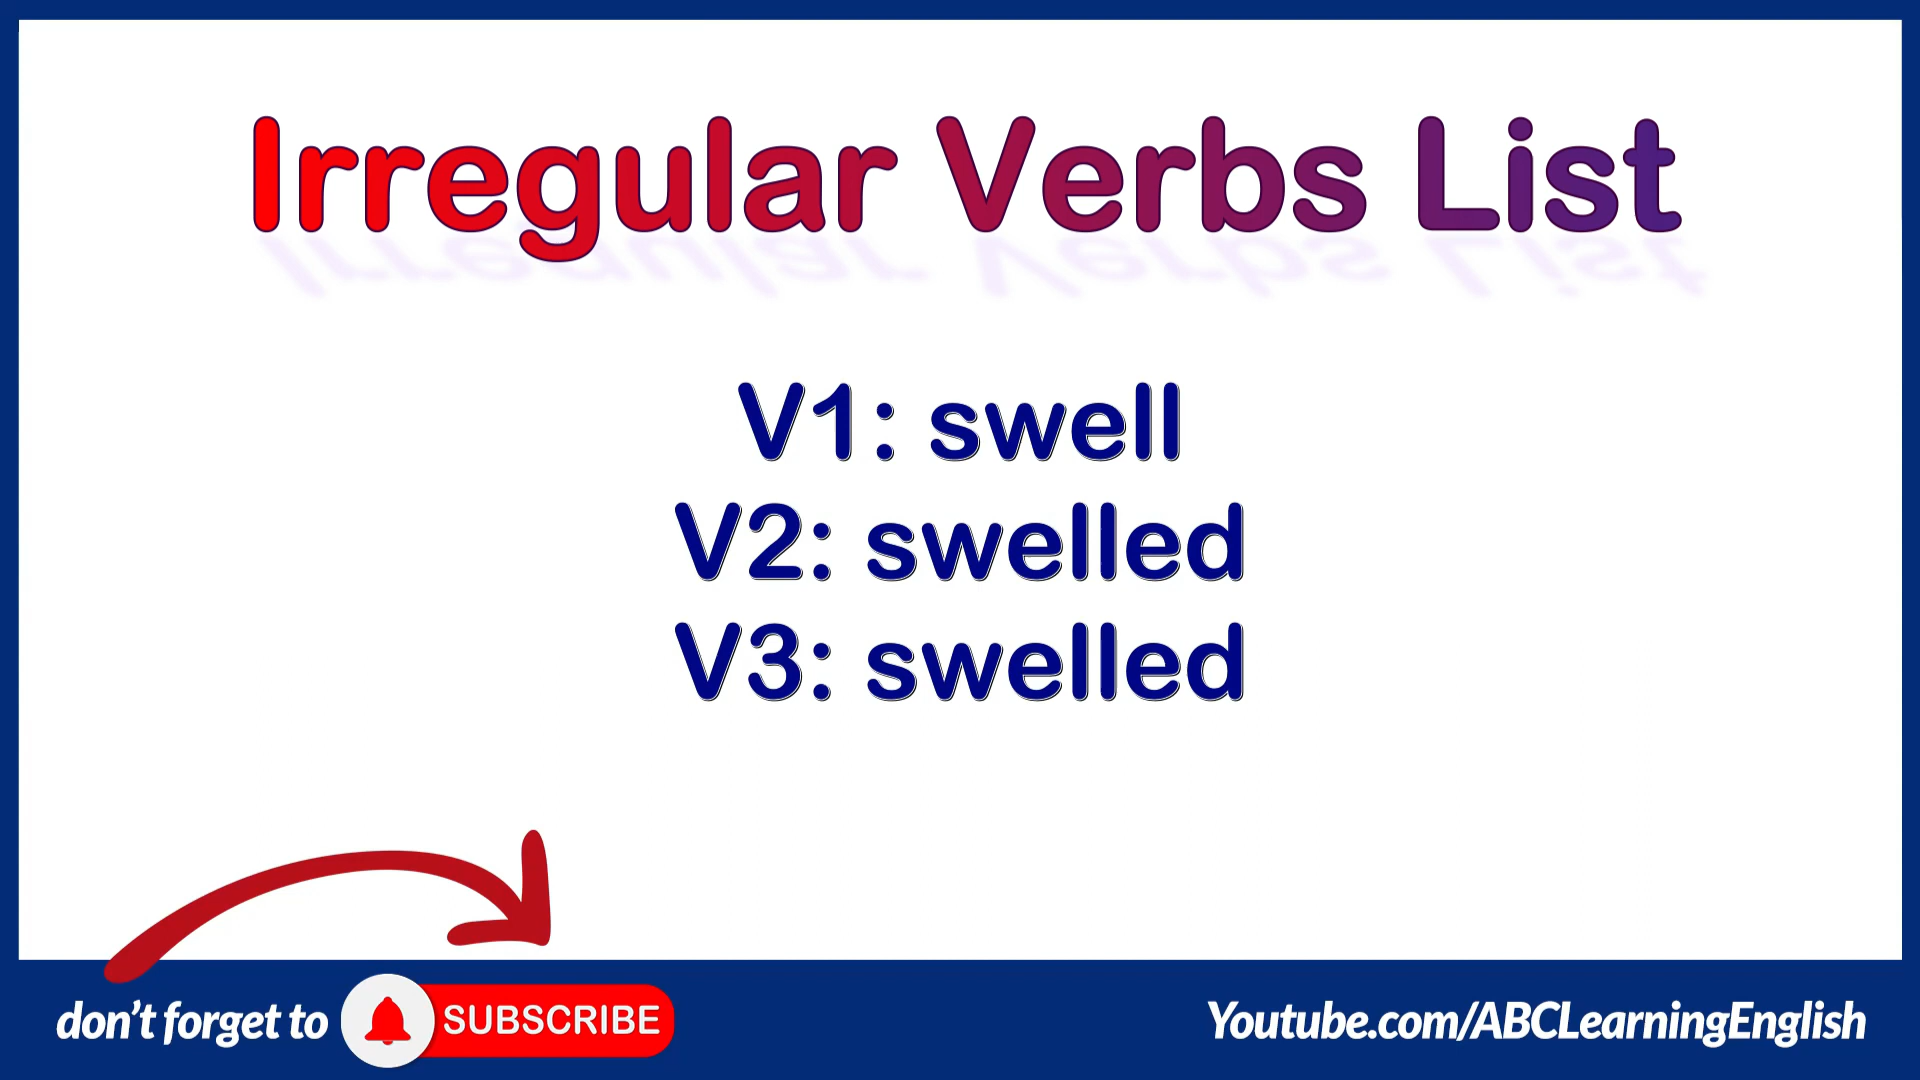 Irregular Verbs List
V1: swell
V2: swelled
V3: swelled
don't forget to SUBSCRIBE
Youtube.com/ABCLearningEnglish